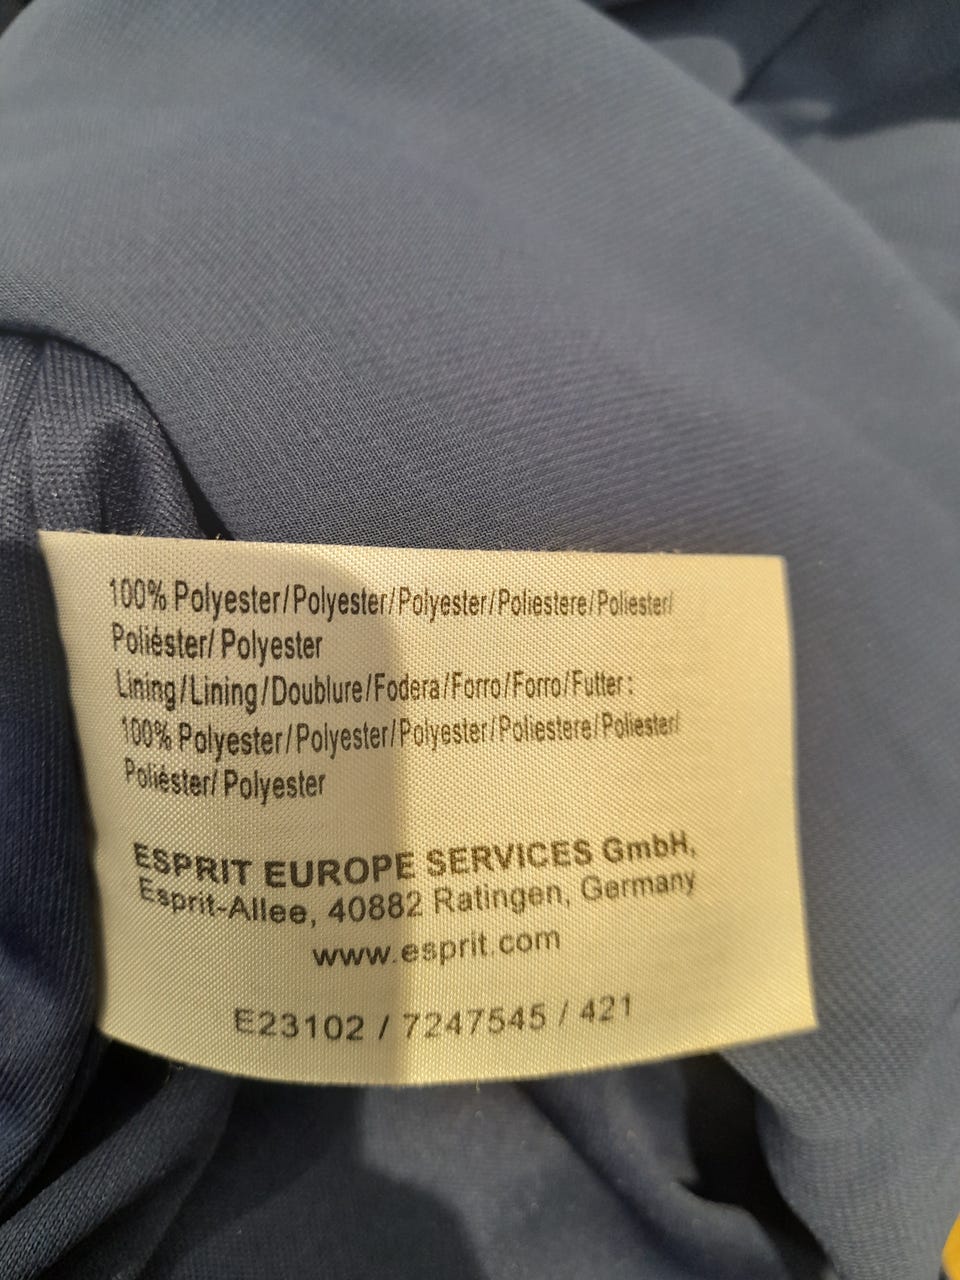 100% Polyester/Polyester/Polyester/Poliestere/Poliester/
Poliéster/ Polyester
Lining/Lining/Doublure/Fodera/Forro/Forro/Futter:
100% Polyester/Polyester/Polyester/Poliestere/Poliester/
Poliéster/ Polyester
ESPRIT EUROPE SERVICES GmbH,
Esprit-Allee, 40882 Ratingen, Germany
www.esprit.com
E23102 / 7247545 / 421